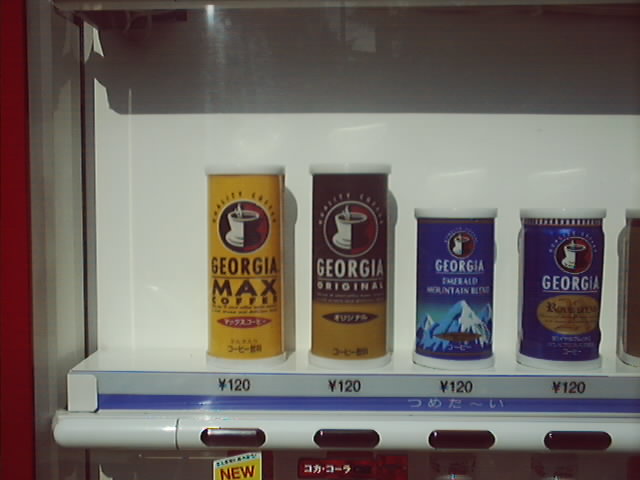 QUALITY COFFEE
GEORGIA
MAX
COFFEE
マックスコーヒー
コーヒー飲料
QUALITY COFFEE
GEORGIA
ORIGINAL
オリジナル
コーヒー飲料
GEORGIA
EMERALD
MOUNTAIN BLEND
コーヒー
GEORGIA
コーヒー
¥120
¥120
¥120
¥120
つめた〜い
NEW
コカ・コーラ